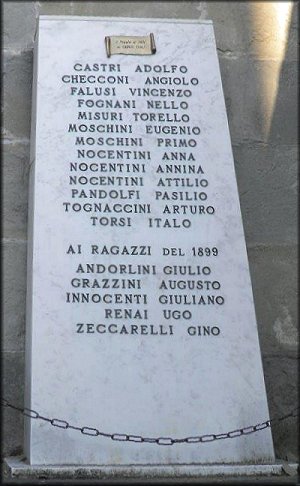 CASTRI ADOLFO
CHECCONI ANGIOLO
FALUSI VINCENZO
FOGNANI NELLO
MISURI TORELLO
MOSCHINI EUGENIO
MOSCHINI PRIMO
NOCENTINI ANNA
NOCENTINI ANNINA
NOCENTINI ATTILIO
PANDOLFI PASILIO
TOGNACCINI ARTURO
TORSI ITALO
AI RAGAZZI DEL 1899
ANDORLINI GIULIO
GRAZZINI AUGUSTO
INNOCENTI GIULIANO
RENAI UGO
ZECCARELLI GINO